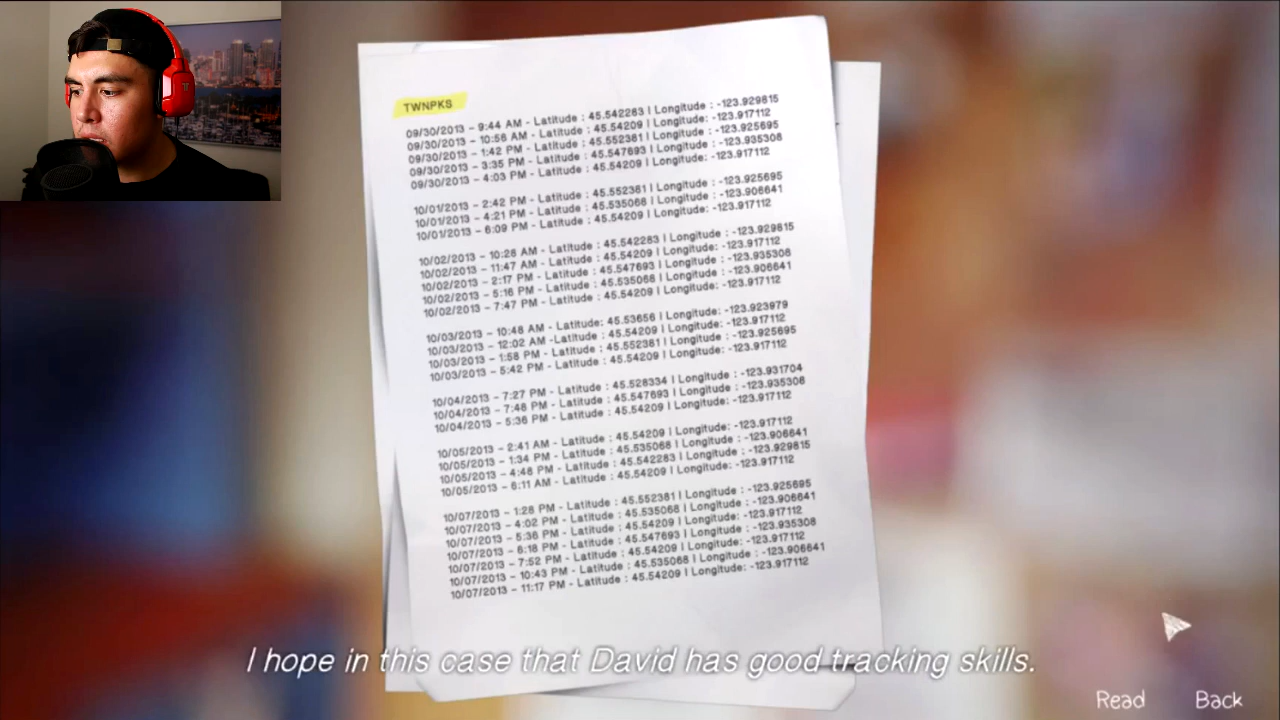 TWNPKS
09/30/2013 - 9:44 AM - Latitude : 45.542283 | Longitude : -123.929815
09/30/2013 - 10:56 AM - Latitude : 45.54209 | Longitude: -123.917112
09/30/2013 - 1:42 PM - Latitude : 45.552381 | Longitude : -123.925695
09/30/2013 - 3:35 PM - Latitude : 45.547693 | Longitude : -123.935308
09/30/2013 - 4:03 PM - Latitude : 45.54209 | Longitude: -123.917112
10/01/2013 - 2:42 PM - Latitude : 45.552381 | Longitude : -123.925695
10/01/2013 - 4:21 PM - Latitude : 45.535068 | Longitude : -123.906641
10/01/2013 - 6:09 PM - Latitude : 45.54209 | Longitude: -123.917112
10/02/2013 - 10:28 AM - Latitude : 45.542283 | Longitude : -123.929815
10/02/2013 - 11:47 AM - Latitude : 45.54209 | Longitude: -123.917112
10/02/2013 - 2:17 PM - Latitude : 45.547693 | Longitude : -123.935308
10/02/2013 - 5:16 PM - Latitude : 45.535068 | Longitude : -123.906641
10/02/2013 - 7:47 PM - Latitude : 45.54209 | Longitude: -123.917112
10/03/2013 - 10:48 AM - Latitude: 45.53656 | Longitude: -123.923979
10/03/2013 - 12:02 AM -Latitude : 45.54209 | Longitude: -123.917112
10/03/2013 - 1:58 PM - Latitude : 45.552381 | Longitude : -123.925695
10/03/2013 - 5:42 PM - Latitude : 45.54209 | Longitude: -123.917112
10/04/2013 - 7:27 PM - Latitude : 45.528334 | Longitude : -123.931704
10/04/2013 - 7:48 PM - Latitude : 45.547693 | Longitude : -123.935308
10/04/2013 - 5:36 PM - Latitude : 45.54209 | Longitude: -123.917112
10/05/2013 - 2:41 AM - Latitude : 45.54209 | Longitude: -123.917112
10/05/2013 - 1:34 PM - Latitude : 45.535068 | Longitude : -123.906641
10/05/2013 - 4:48 PM - Latitude : 45.542283 | Longitude : -123.929815
10/05/2013 - 6:11 AM - Latitude : 45.54209 | Longitude: -123.917112
10/07/2013 - 1:28 PM - Latitude : 45.552381 | Longitude : -123.925695
10/07/2013 - 4:02 PM - Latitude : 45.535068 | Longitude : -123.906641
10/07/2013 - 5:36 PM - Latitude : 45.54209 | Longitude: -123.917112
10/07/2013 - 6:18 PM - Latitude : 45.547693 | Longitude : -123.935308
10/07/2013 - 7:52 PM - Latitude : 45.54209 | Longitude: -123.917112
10/07/2013 - 10:43 PM - Latitude : 45.535068 | Longitude : -123.906641
10/07/2013 - 11:17 PM - Latitude : 45.54209 | Longitude: -123.917112
I hope in this case that David has good tracking skills.
Read Back